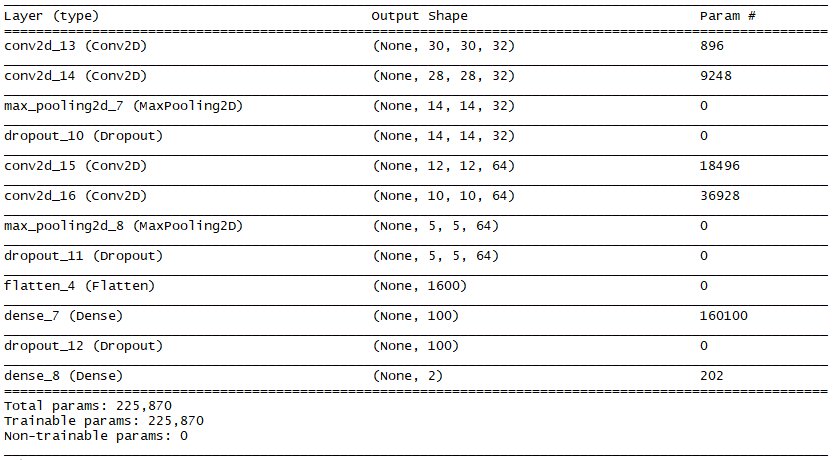 Layer (type) Output Shape Param #
conv2d_13 (Conv2D) (None, 30, 30, 32) 896
conv2d_14 (Conv2D) (None, 28, 28, 32) 9248
max_pooling2d_7 (MaxPooling2D) (None, 14, 14, 32) 0
dropout_10 (Dropout) (None, 14, 14, 32) 0
conv2d_15 (Conv2D) (None, 12, 12, 64) 18496
conv2d_16 (Conv2D) (None, 10, 10, 64) 36928
max_pooling2d_8 (MaxPooling2D) (None, 5, 5, 64) 0
dropout_11 (Dropout) (None, 5, 5, 64) 0
flatten_4 (Flatten) (None, 1600) 0
dense_7 (Dense) (None, 100) 160100
dropout_12 (Dropout) (None, 100) 0
dense_8 (Dense) (None, 2) 202
Total params: 225,870
Trainable params: 225,870
Non-trainable params: 0